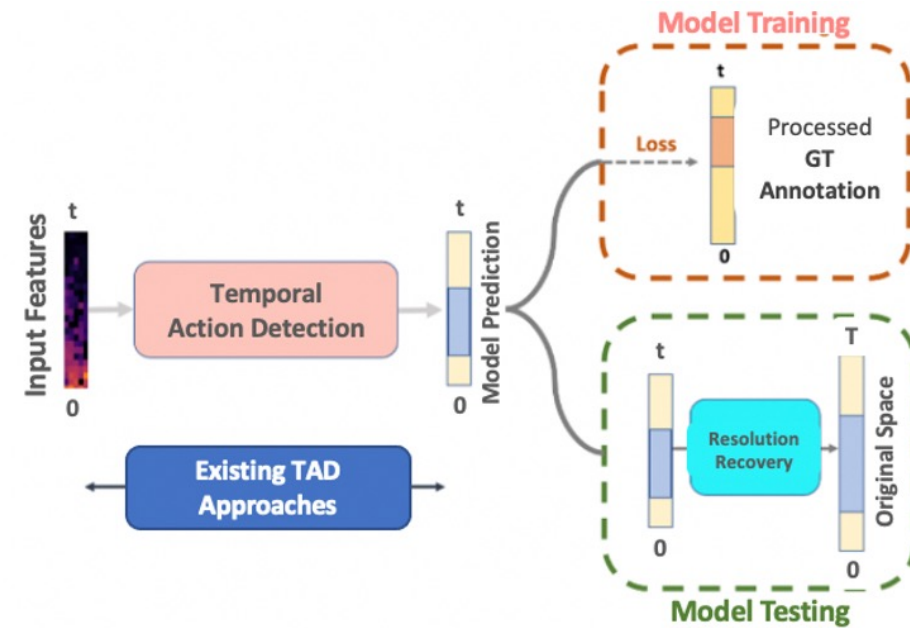 Model Training
t
Loss
Processed
GT
Annotation
0
Input Features
t
0
Temporal
Action Detection
t
0
Model Prediction
Existing TAD
Approaches
t
0
Resolution
Recovery
T
0
Original Space
Model Testing